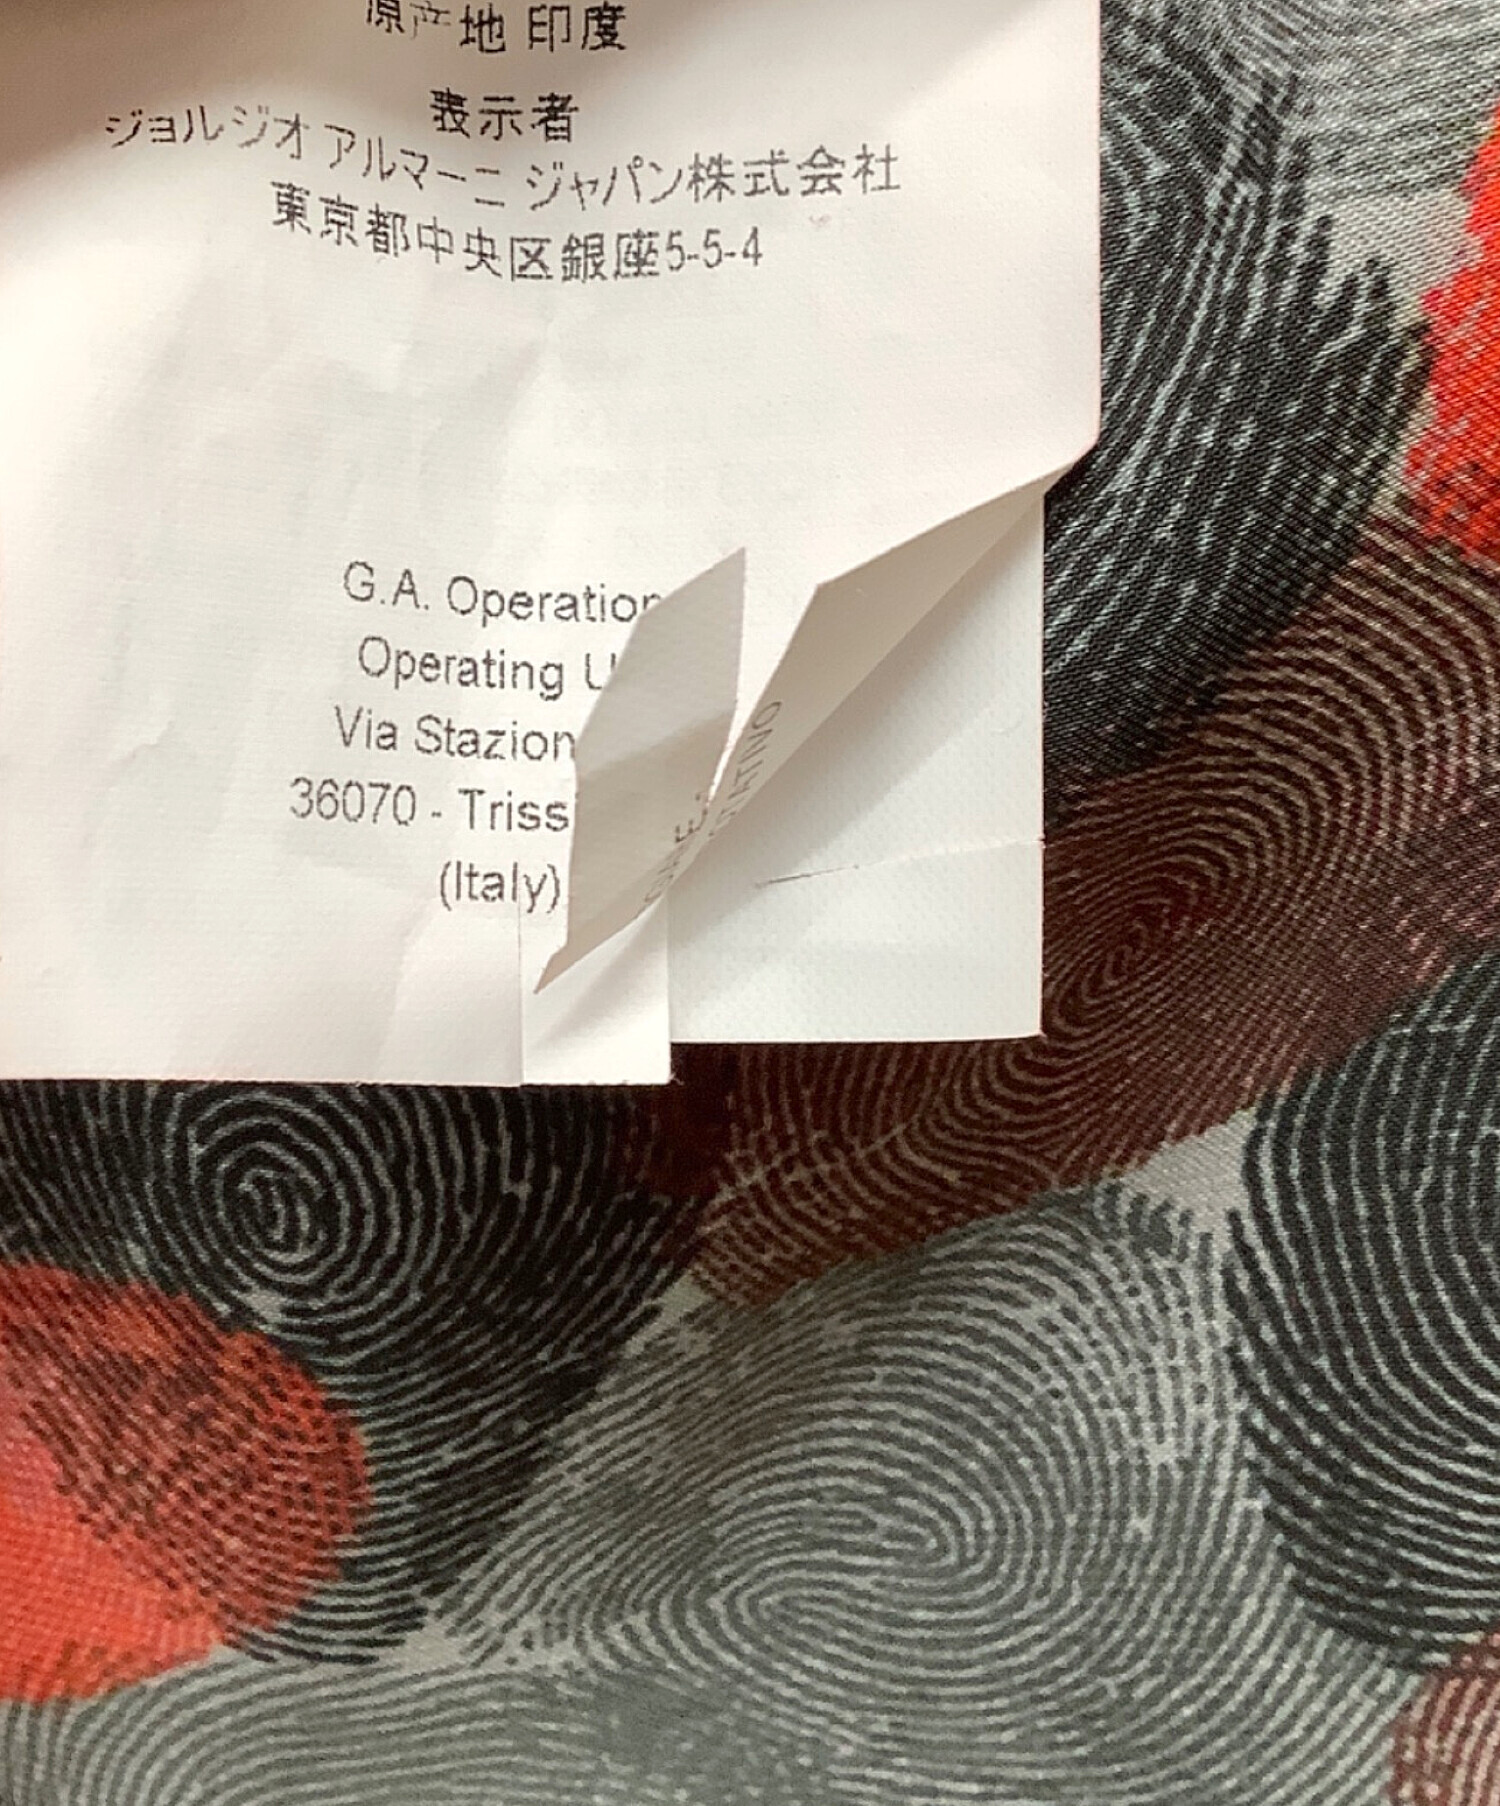 原产地 印度
表示者
ジョルジオ アルマーニ ジャパン株式会社
東京都中央区銀座5-5-4
G.A. Operation
Operating U
Via Stazion
36070 - Triss
(Italy)